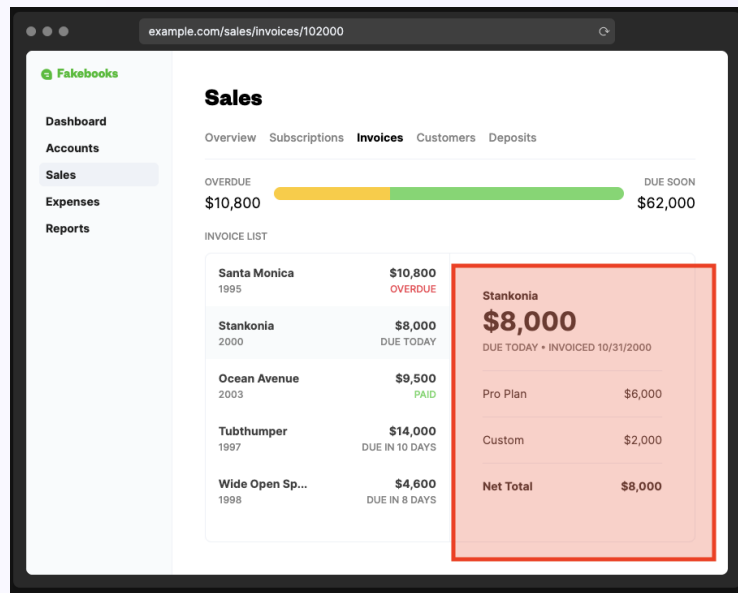 example.com/sales/invoices/102000
Fakebooks
Dashboard
Accounts
Sales
Expenses
Reports
Sales
Overview Subscriptions Invoices Customers Deposits
OVERDUE
$10,800
DUE SOON
$62,000
INVOICE LIST
Santa Monica $10,800
1995 OVERDUE
Stankonia $8,000
2000 DUE TODAY
Ocean Avenue $9,500
2003 PAID
Tubthumper $14,000
1997 DUE IN 10 DAYS
Wide Open Sp... $4,600
1998 DUE IN 8 DAYS
Stankonia
$8,000
DUE TODAY • INVOICED 10/31/2000
Pro Plan $6,000
Custom $2,000
Net Total $8,000